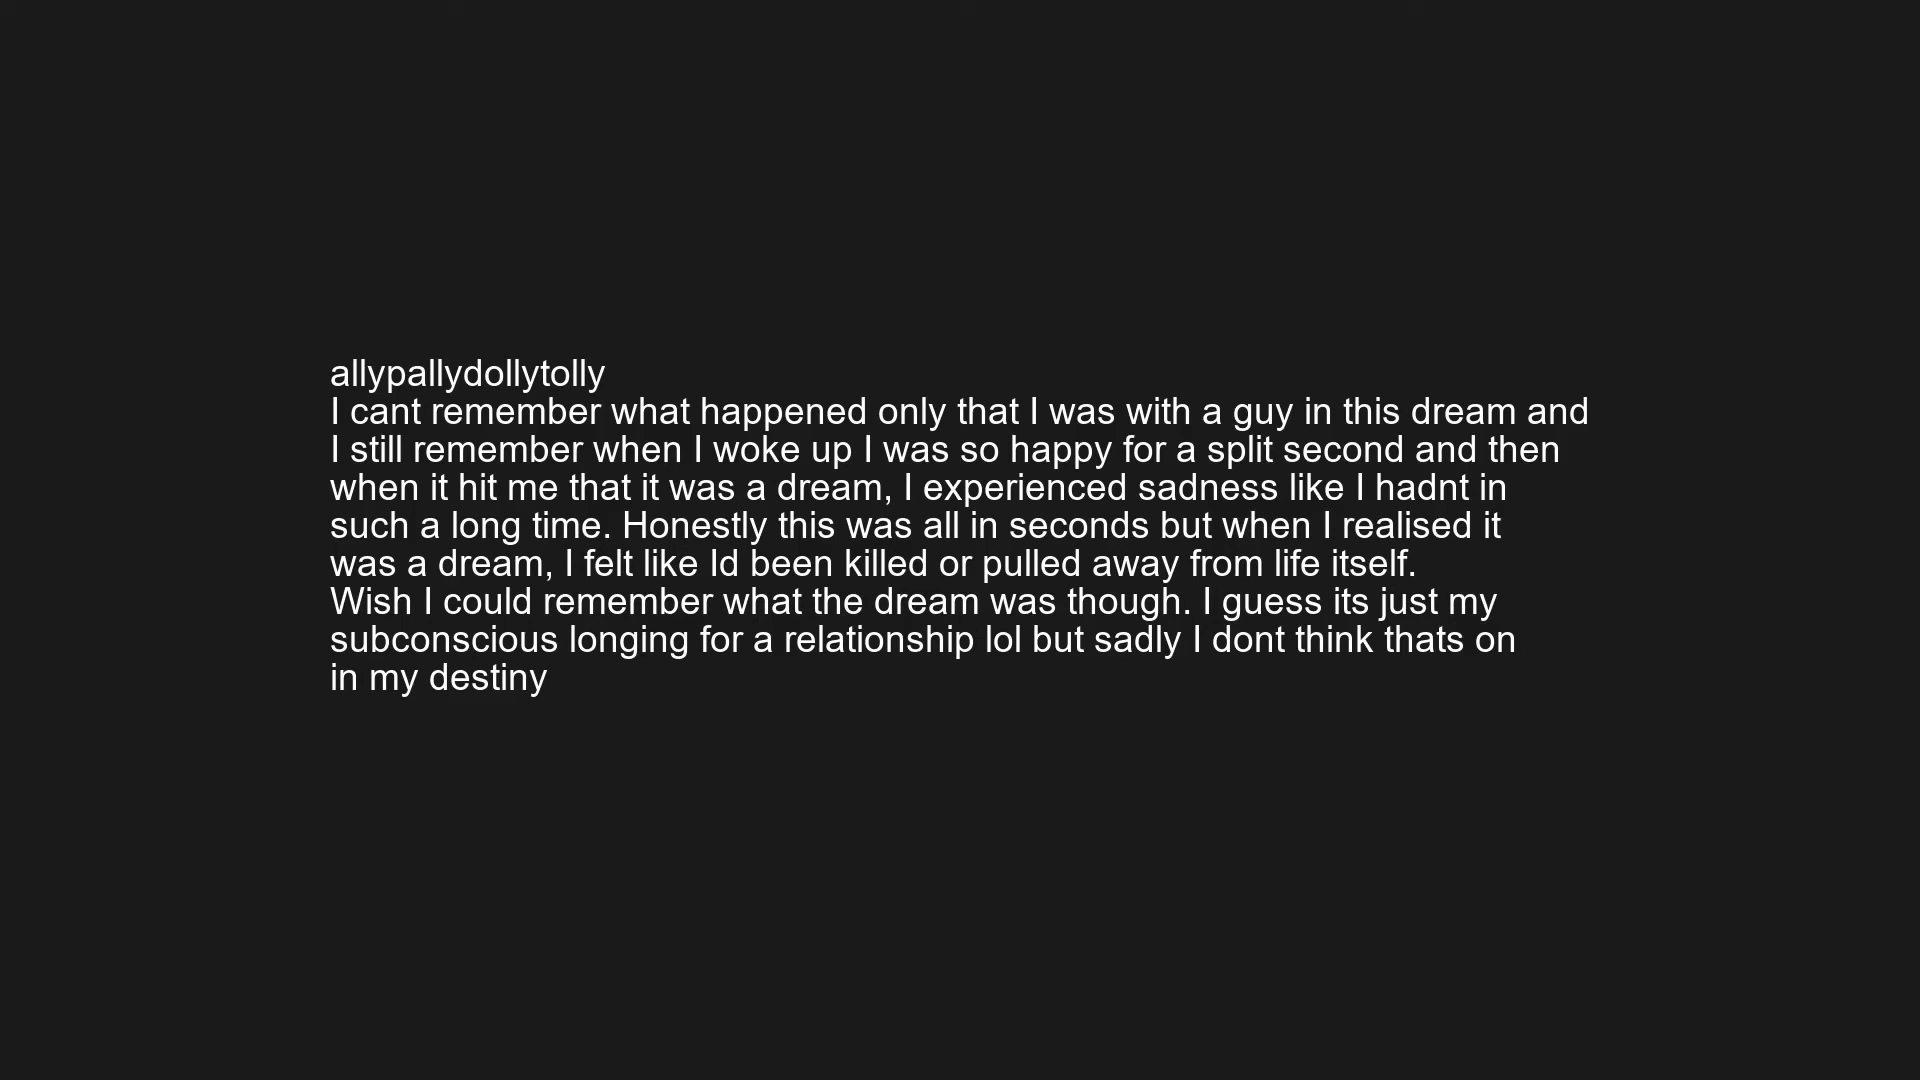 allypallydollytolly
I cant remember what happened only that I was with a guy in this dream and
I still remember when I woke up I was so happy for a split second and then
when it hit me that it was a dream, I experienced sadness like I hadnt in
such a long time. Honestly this was all in seconds but when I realised it
was a dream, I felt like Id been killed or pulled away from life itself.
Wish I could remember what the dream was though. I guess its just my
subconscious longing for a relationship lol but sadly I dont think thats on
in my destiny